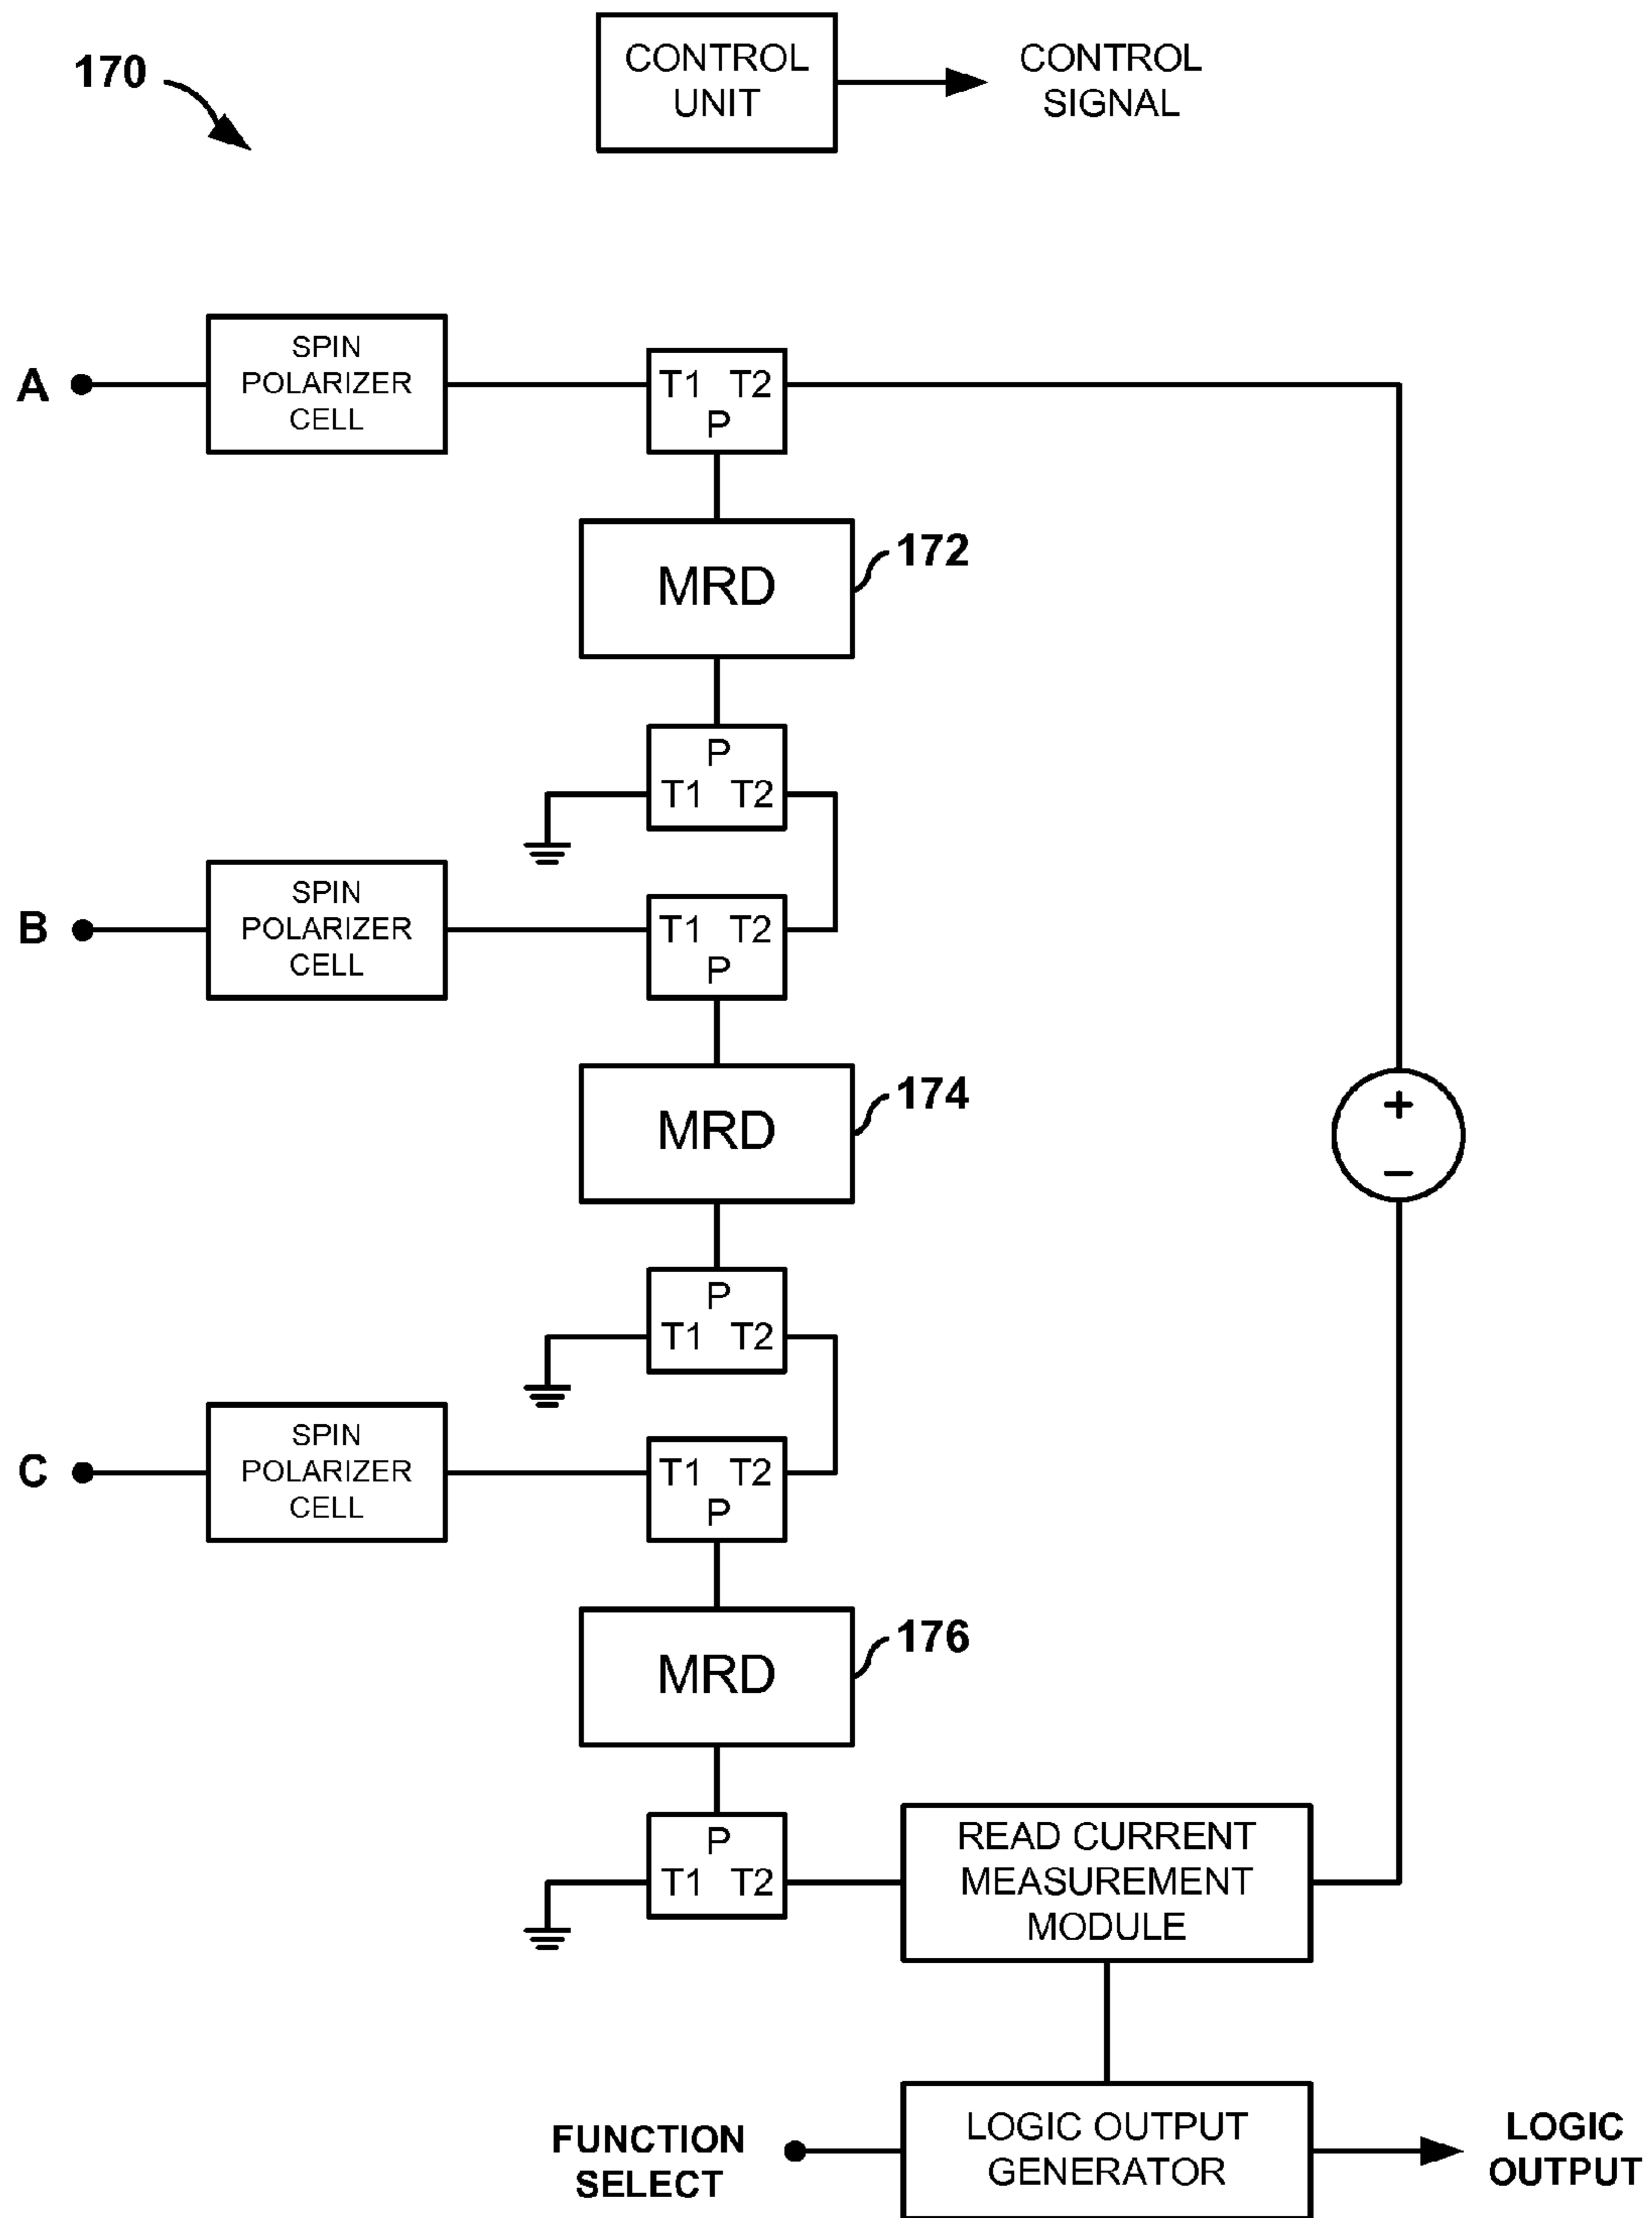 170
CONTROL
UNIT
CONTROL
SIGNAL
A
SPIN
POLARIZER
CELL
T1 T2
P
MRD
172
P
T1 T2
B
SPIN
POLARIZER
CELL
T1 T2
P
MRD
174
+
−
P
T1 T2
C
SPIN
POLARIZER
CELL
T1 T2
P
MRD
176
P
T1 T2
READ CURRENT
MEASUREMENT
MODULE
FUNCTION
SELECT
LOGIC OUTPUT
GENERATOR
LOGIC
OUTPUT